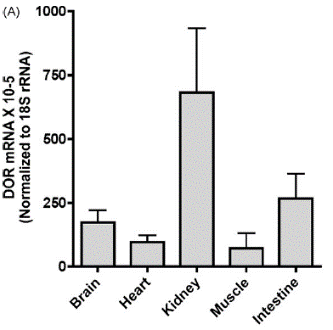 (A)
DOR mRNA X 10-5
(Normalized to 18S rRNA)
1000
750
500
250
0
Brain
Heart
Kidney
Muscle
Intestine